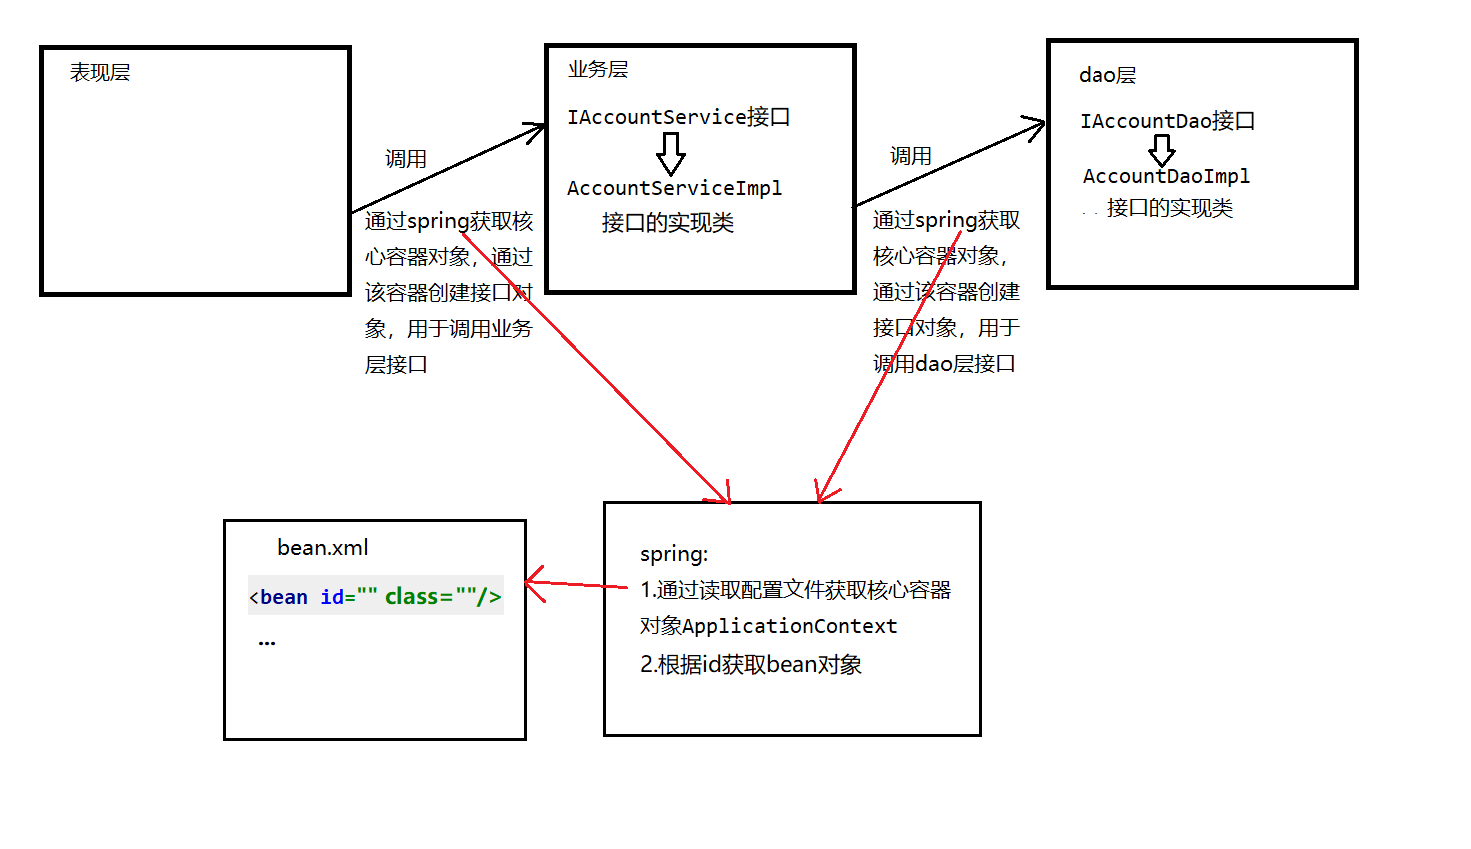 表现层
调用
通过spring获取核
心容器对象，通过
该容器创建接口对
象，用于调用业务
层接口
业务层
IAccountService接口
AccountServiceImpl
接口的实现类
调用
通过spring获取
核心容器对象，
通过该容器创建
接口对象，用于
调用dao层接口
dao层
IAccountDao接口
AccountDaoImpl
.. 接口的实现类
bean.xml
<bean id="" class=""/>
...
spring:
1.通过读取配置文件获取核心容器
对象ApplicationContext
2.根据id获取bean对象